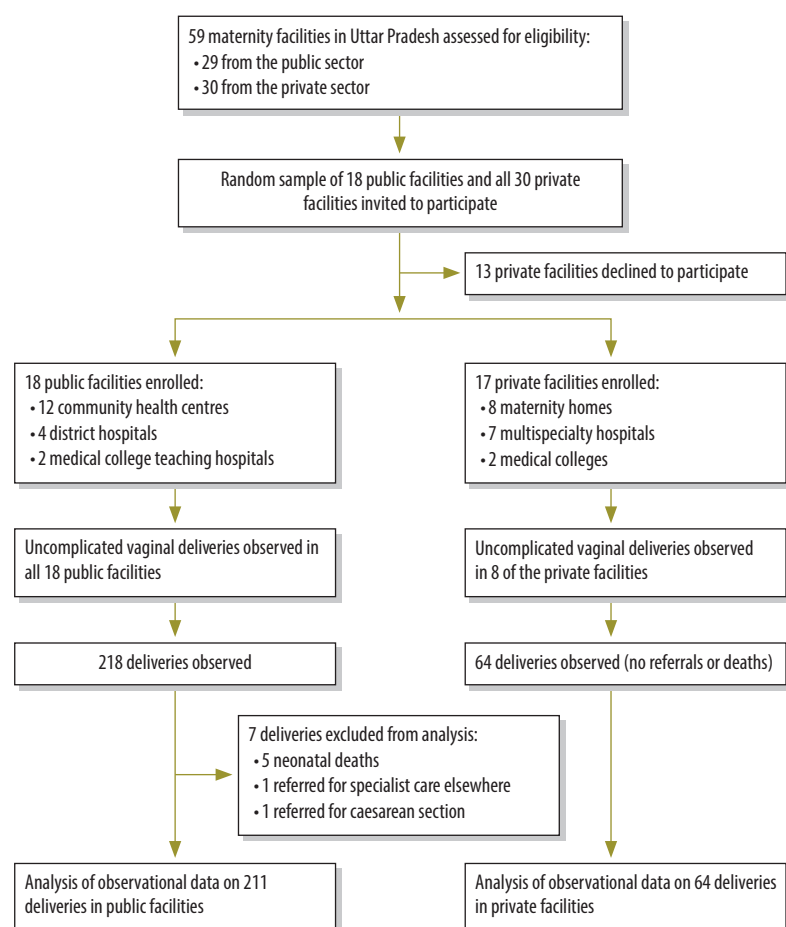 59 maternity facilities in Uttar Pradesh assessed for eligibility:
• 29 from the public sector
• 30 from the private sector
Random sample of 18 public facilities and all 30 private
facilities invited to participate
13 private facilities declined to participate
18 public facilities enrolled:
• 12 community health centres
• 4 district hospitals
• 2 medical college teaching hospitals
17 private facilities enrolled:
• 8 maternity homes
• 7 multispecialty hospitals
• 2 medical colleges
Uncomplicated vaginal deliveries observed in
all 18 public facilities
Uncomplicated vaginal deliveries observed
in 8 of the private facilities
218 deliveries observed
64 deliveries observed (no referrals or deaths)
7 deliveries excluded from analysis:
• 5 neonatal deaths
• 1 referred for specialist care elsewhere
• 1 referred for caesarean section
Analysis of observational data on 211
deliveries in public facilities
Analysis of observational data on 64 deliveries
in private facilities